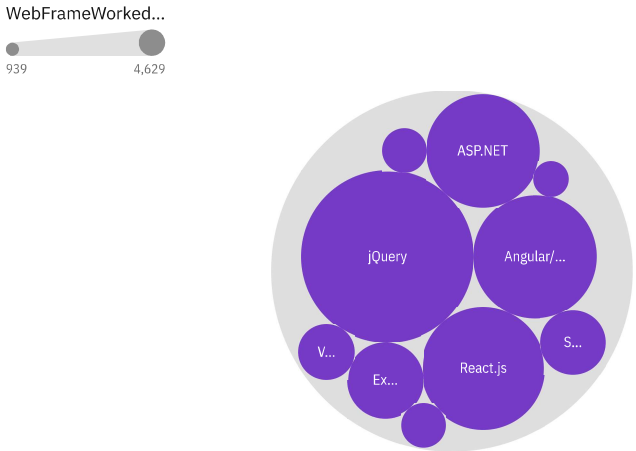 WebFrameWorked...
939 4,629
ASP.NET
jQuery
Angular/...
V...
S...
Ex...
React.js